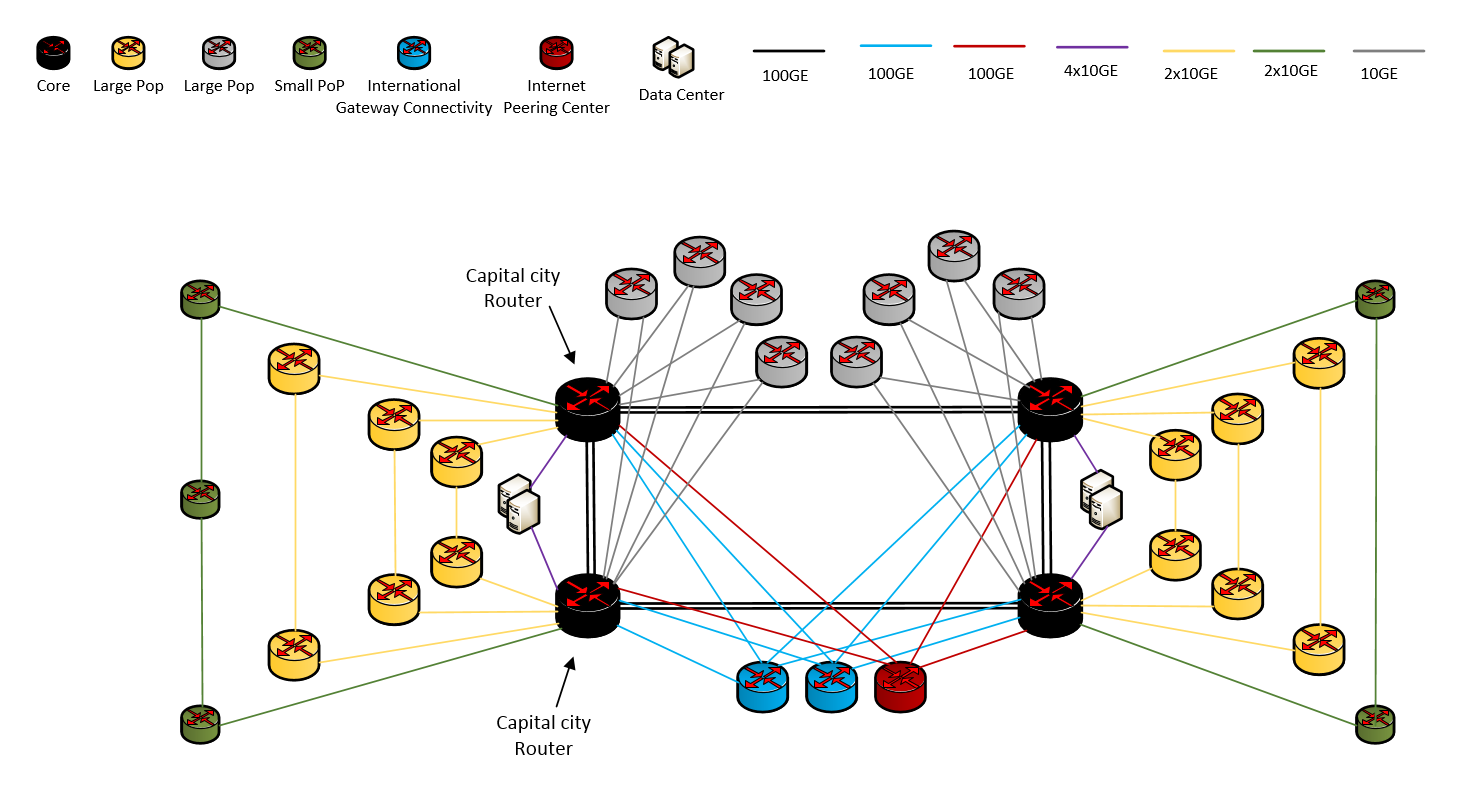 Core
Large Pop
Large Pop
Small PoP
International
Gateway Connectivity
Internet
Peering Center
Data Center
100GE
100GE
100GE
4x10GE
2x10GE
2x10GE
10GE
Capital city
Router
Capital city
Router